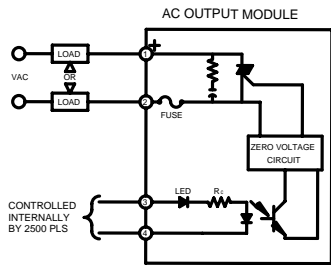 AC OUTPUT MODULE
LOAD
1
+
VAC
OR
LOAD
2
FUSE
ZERO VOLTAGE
CIRCUIT
CONTROLLED
INTERNALLY
BY 2500 PLS
3
LED
4